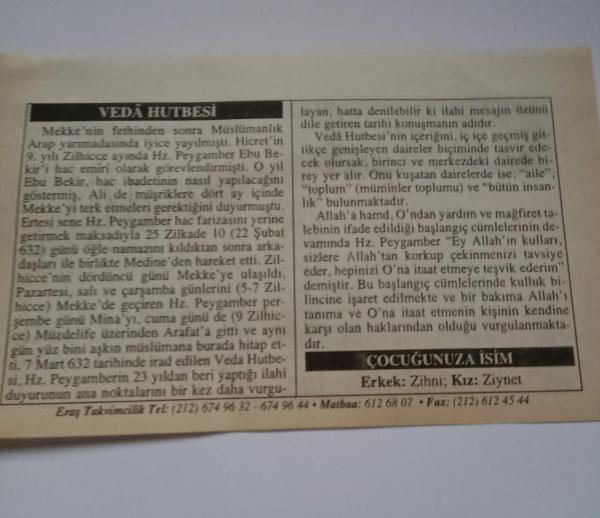 VEDÂ HUTBESİ
Mekke'nin fethinden sonra Müslümanlık
Arap yarımadasında iyice yayılmıştı. Hicret'in
9. yılı Zilhicce ayında Hz. Peygamber Ebu Be-
kir'i hac emiri olarak görevlendirmişti. O yıl
Ebu Bekir, hac ibadetinin nasıl yapılacağını
göstermiş, Ali de müşriklere dört ay içinde
Mekke'yi terk etmeleri gerektiğini duyurmuştu.
Ertesi sene Hz. Peygamber hac farizasını yerine
getirmek maksadıyla 25 Zilkade 10 (22 Şubat
632) günü öğle namazını kıldıktan sonra arka-
daşları ile birlikte Medine'den hareket etti. Zil-
hicce'nin dördüncü günü Mekke'ye ulaşıldı.
Pazartesi, salı ve çarşamba günlerini (5-7 Zil-
hicce) Mekke'de geçiren Hz. Peygamber per-
şembe günü Mina'yı, cuma günü de (9 Zilhic-
ce) Müzdelife üzerinden Arafat'a gitti ve aynı
gün yüz bini aşkın müslümana burada hitap et-
ti. 7 Mart 632 tarihinde irad edilen Veda Hutbe-
si, Hz. Peygamberin 23 yıldan beri yaptığı ilahi
duyurunun ana noktalarını bir kez daha vurgu-
layan, hatta denilebilir ki ilahi mesajın özünü
dile getiren tarihi konuşmanın adıdır.
Vedâ Hutbesi'nin içeriğini, iç içe geçmiş git-
tikçe genişleyen daireler biçiminde tasvir ede-
cek olursak, birinci ve merkezdeki dairede bi-
rey yer alır. Onu kuşatan dairelerde ise, "aile",
"toplum" (müminler toplumu) ve "bütün insan-
lık" bulunmaktadır.
Allah'a hamd, O'ndan yardım ve mağfiret ta-
lebinin ifade edildiği başlangıç cümlelerinin de-
vamında Hz. Peygamber "Ey Allah'ın kulları,
sizlere Allah'tan korkup çekinmenizi tavsiye
eder, hepinizi O'na itaat etmeye teşvik ederim"
demiştir. Bu başlangıç cümlelerinde kulluk bi-
lincine işaret edilmekte ve bir bakıma Allah'ı
tanıma ve O'na itaat etmenin kişinin kendine
karşı olan haklarından olduğu vurgulanmakta-
dır.
ÇOCUĞUNUZA İSİM
Erkek: Zihni; Kız: Ziynet
Eraş Takvimcilik Tel: (212) 674 96 32 - 674 96 44 • Matbaa: 612 68 07 • Fax: (212) 612 45 44